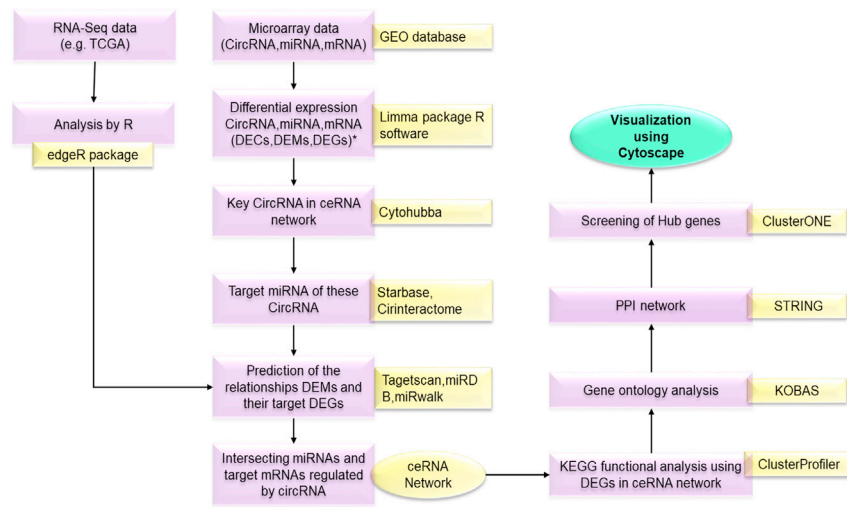 RNA-Seq data
(e.g. TCGA)
Analysis by R
edgeR package
Microarray data
(CircRNA,miRNA,mRNA)
GEO database
Differential expression
CircRNA,miRNA,mRNA
(DECs,DEMs,DEGs)*
Limma package R
software
Key CircRNA in ceRNA
network
Cytohubba
Target miRNA of these
CircRNA
Starbase,
Cirinteractome
Prediction of the
relationships DEMs and
their target DEGs
Tagetscan,miRD
B,miRwalk
Intersecting miRNAs and
target mRNAs regulated
by circRNA
ceRNA
Network
KEGG functional analysis using
DEGs in ceRNA network
ClusterProfiler
Gene ontology analysis
KOBAS
PPI network
STRING
Screening of Hub genes
ClusterONE
Visualization
using
Cytoscape